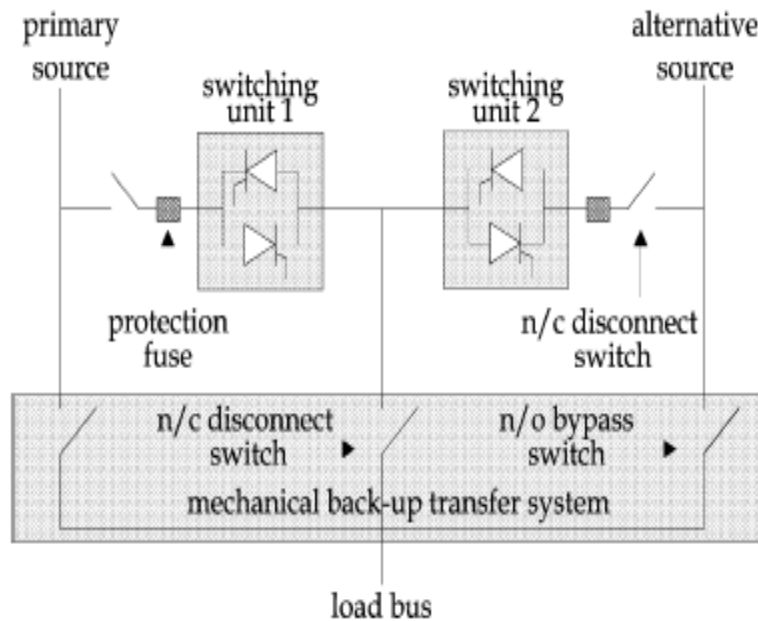 primary
source
alternative
source
switching
unit 1
switching
unit 2
protection
fuse
n/c disconnect
switch
n/c disconnect
switch
n/o bypass
switch
mechanical back-up transfer system
load bus